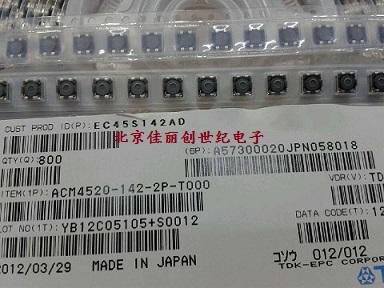 CUST PROD ID(P):EC45S142AD
北京佳丽创世纪电子
QTY(Q):800
(SP):A57300020JPN058018
ITEM(1P):ACM4520-142-2P-T000
VDR(V):TD
LOT NO(1T):YB12C05105+S0012
DATA CODE:12
2012/03/29 MADE IN JAPAN
コソウ 012/012
TDK-EPC CORPOR